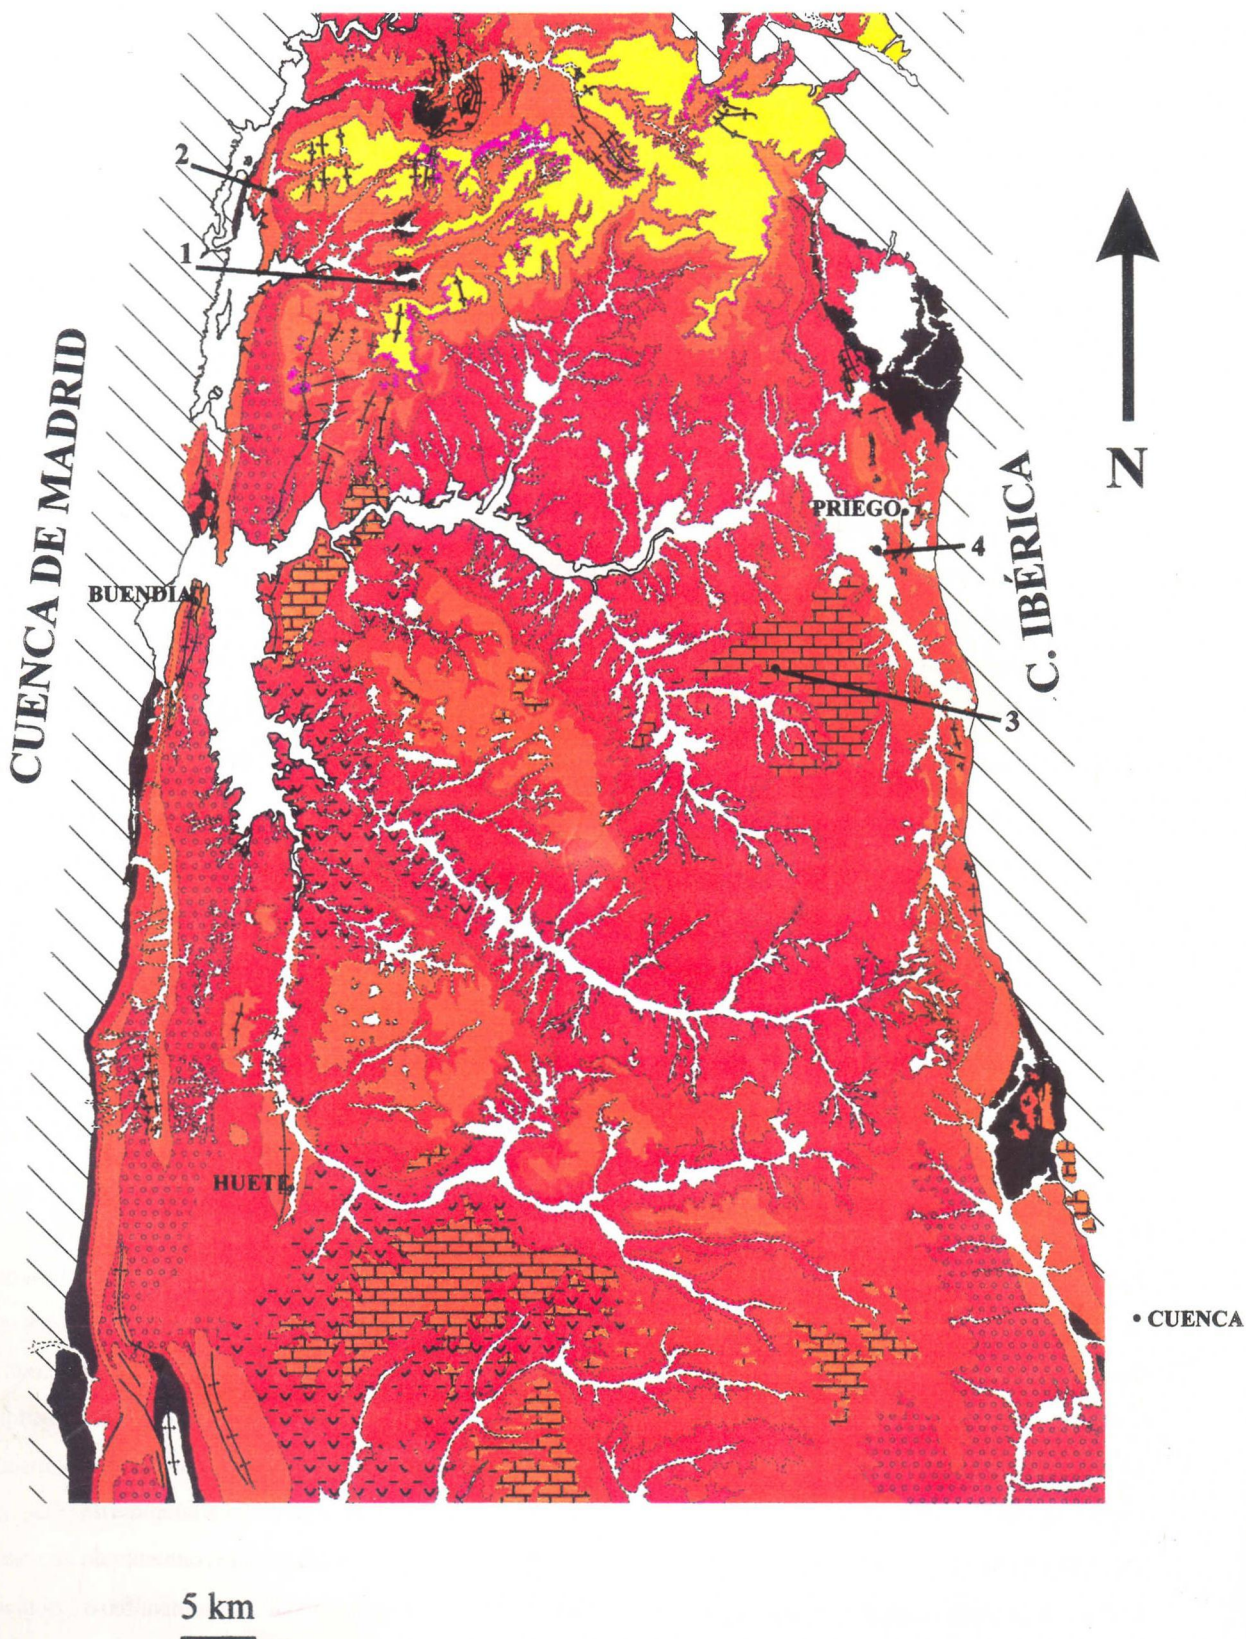 2
1
CUENCA DE MADRID
N
C. IBÉRICA
PRIEGO
4
BUENDIA
3
HUETE
CUENCA
5 km